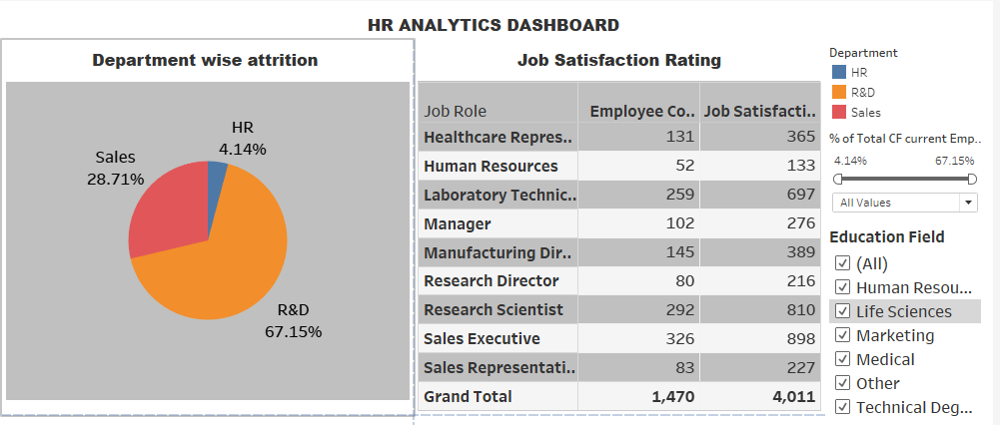 HR ANALYTICS DASHBOARD
Department wise attrition
HR
4.14%
Sales
28.71%
R&D
67.15%
Job Satisfaction Rating
Job Role Employee Co.. Job Satisfacti..
Healthcare Repres.. 131 365
Human Resources 52 133
Laboratory Technic.. 259 697
Manager 102 276
Manufacturing Dir.. 145 389
Research Director 80 216
Research Scientist 292 810
Sales Executive 326 898
Sales Representati.. 83 227
Grand Total 1,470 4,011
Department
HR
R&D
Sales
% of Total CF current Emp..
4.14% 67.15%
All Values
Education Field
(All)
Human Resou...
Life Sciences
Marketing
Medical
Other
Technical Deg...